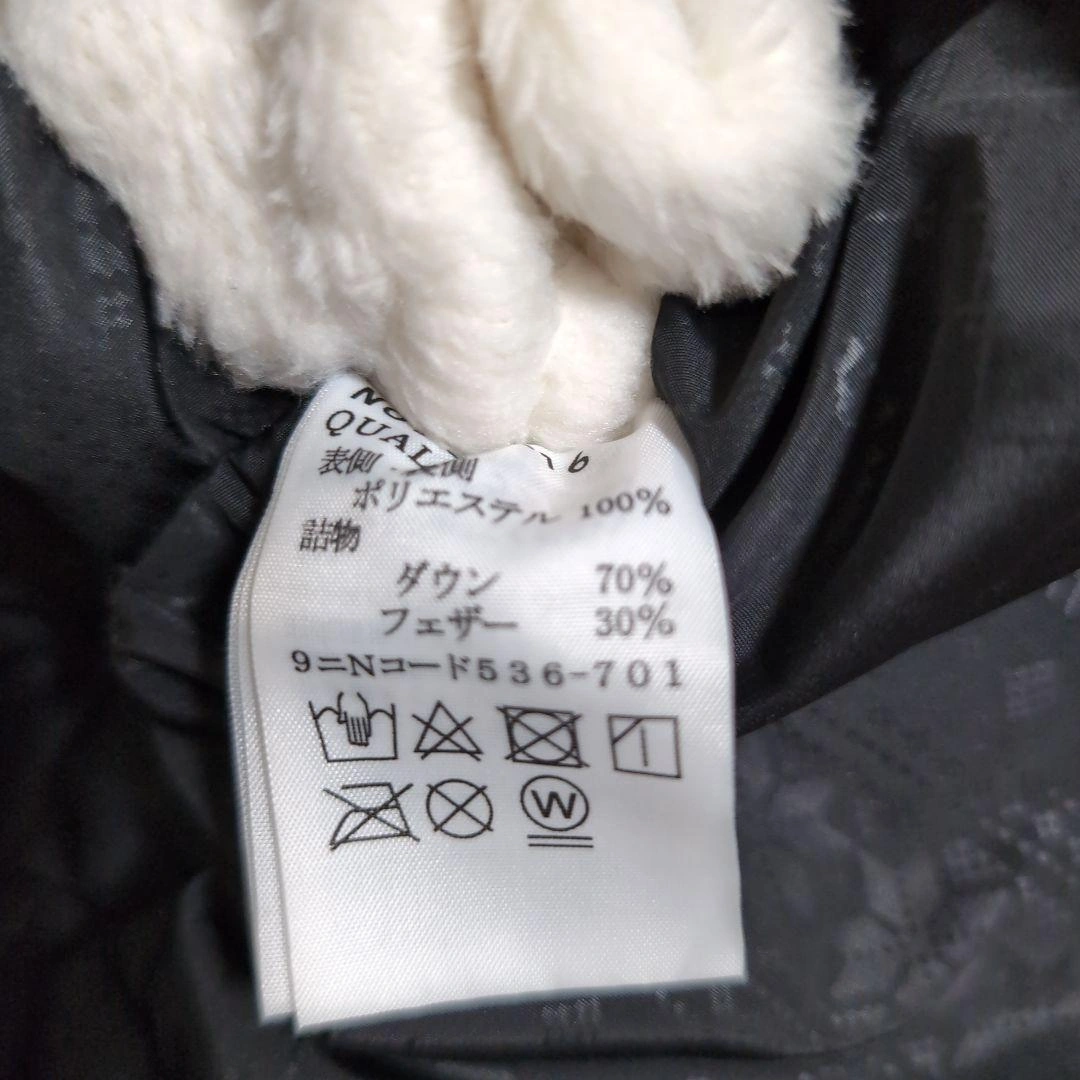 表側
ポリエステル 100%
詰物
ダウン 70%
フェザー 30%
9ニNコード536-701
W